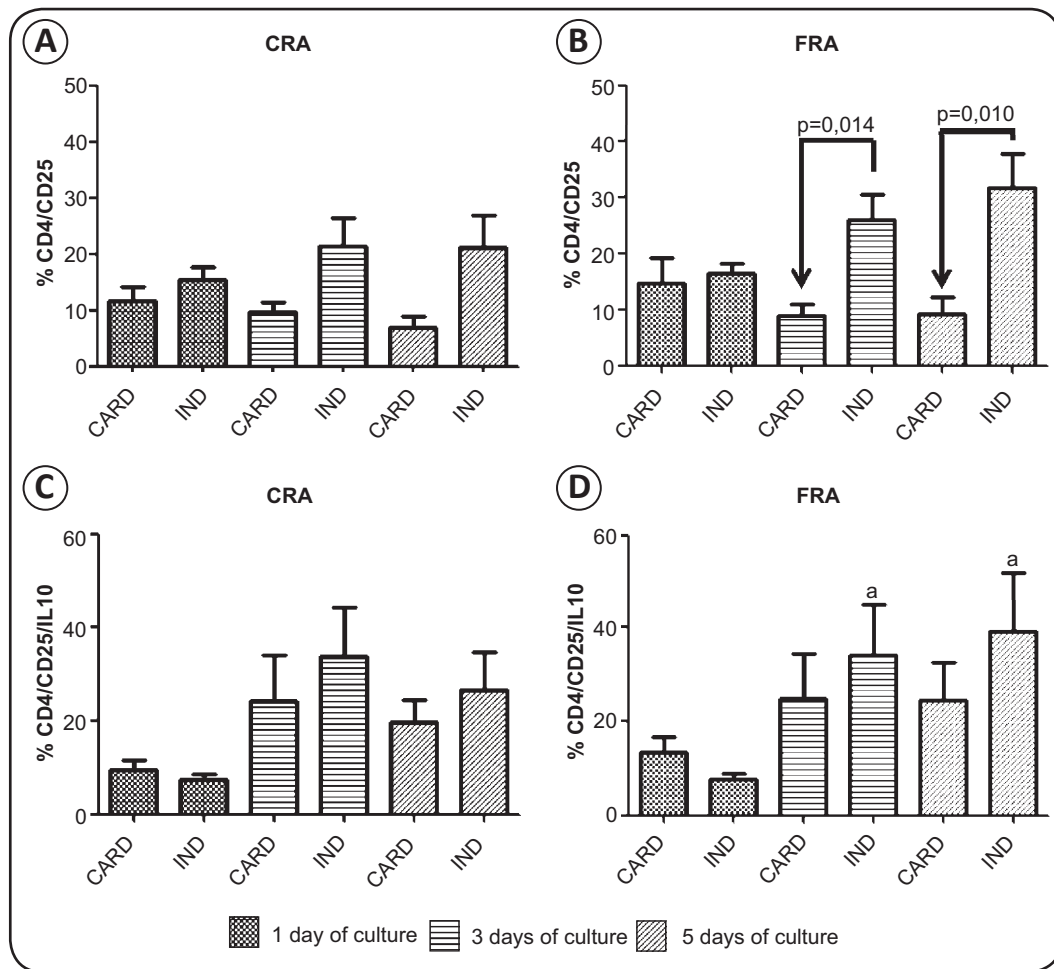 A
CRA
% CD4/CD25
50
40
30
20
10
0
CARD
IND
CARD
IND
CARD
IND
B
FRA
% CD4/CD25
50
40
30
20
10
0
p=0,014
p=0,010
CARD
IND
CARD
IND
CARD
IND
C
CRA
% CD4/CD25/IL10
60
40
20
0
CARD
IND
CARD
IND
CARD
IND
D
FRA
% CD4/CD25/IL10
60
40
20
0
a
a
CARD
IND
CARD
IND
CARD
IND
1 day of culture
3 days of culture
5 days of culture